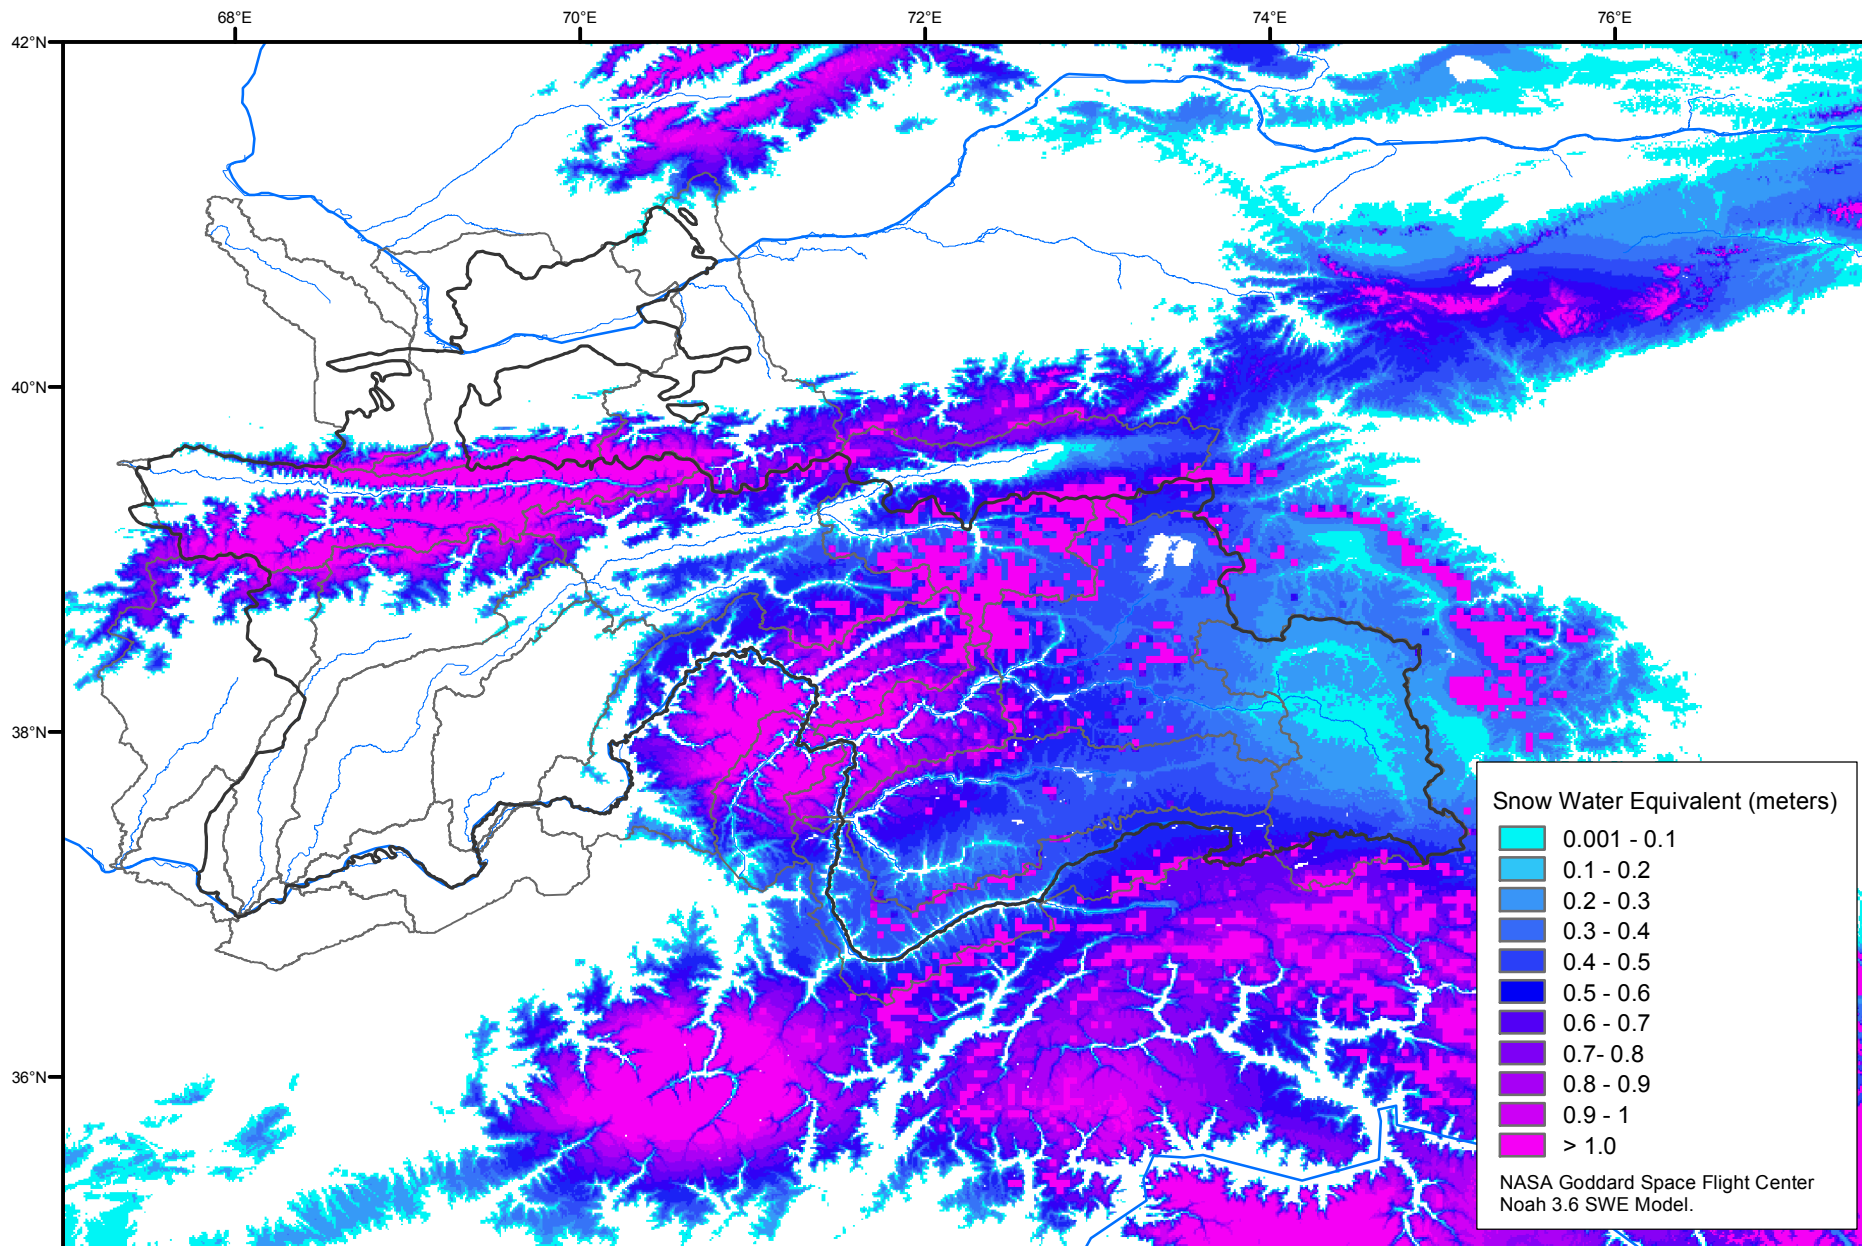 68°E 70°E 72°E 74°E 76°E
42°N
40°N
38°N
36°N
Snow Water Equivalent (meters)
0.001 - 0.1
0.1 - 0.2
0.2 - 0.3
0.3 - 0.4
0.4 - 0.5
0.5 - 0.6
0.6 - 0.7
0.7- 0.8
0.8 - 0.9
0.9 - 1
> 1.0
NASA Goddard Space Flight Center
Noah 3.6 SWE Model.